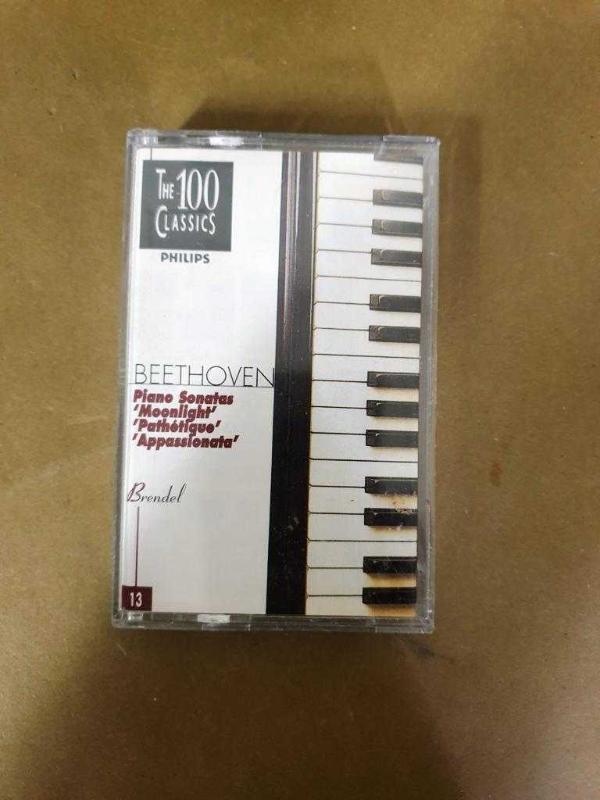 THE 100
CLASSICS
PHILIPS
BEETHOVEN
Piano Sonatas
'Moonlight'
'Pathétique'
'Appassionata'
Brendel
13